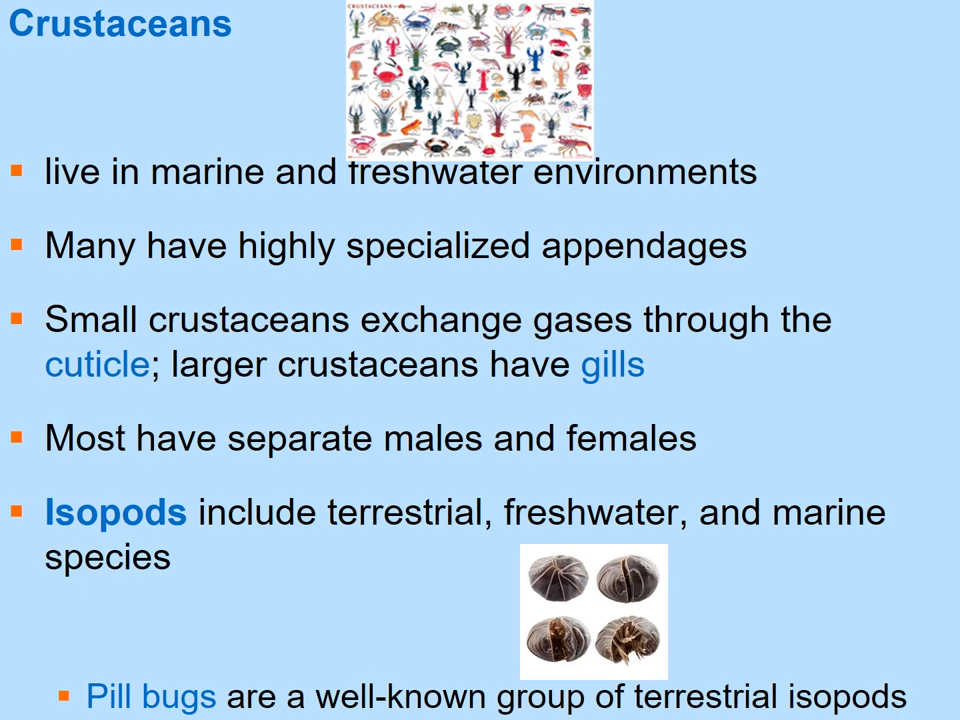 Crustaceans
CRUSTACEANS
live in marine and freshwater environments
Many have highly specialized appendages
Small crustaceans exchange gases through the
cuticle; larger crustaceans have gills
Most have separate males and females
Isopods include terrestrial, freshwater, and marine
species
Pill bugs are a well-known group of terrestrial isopods